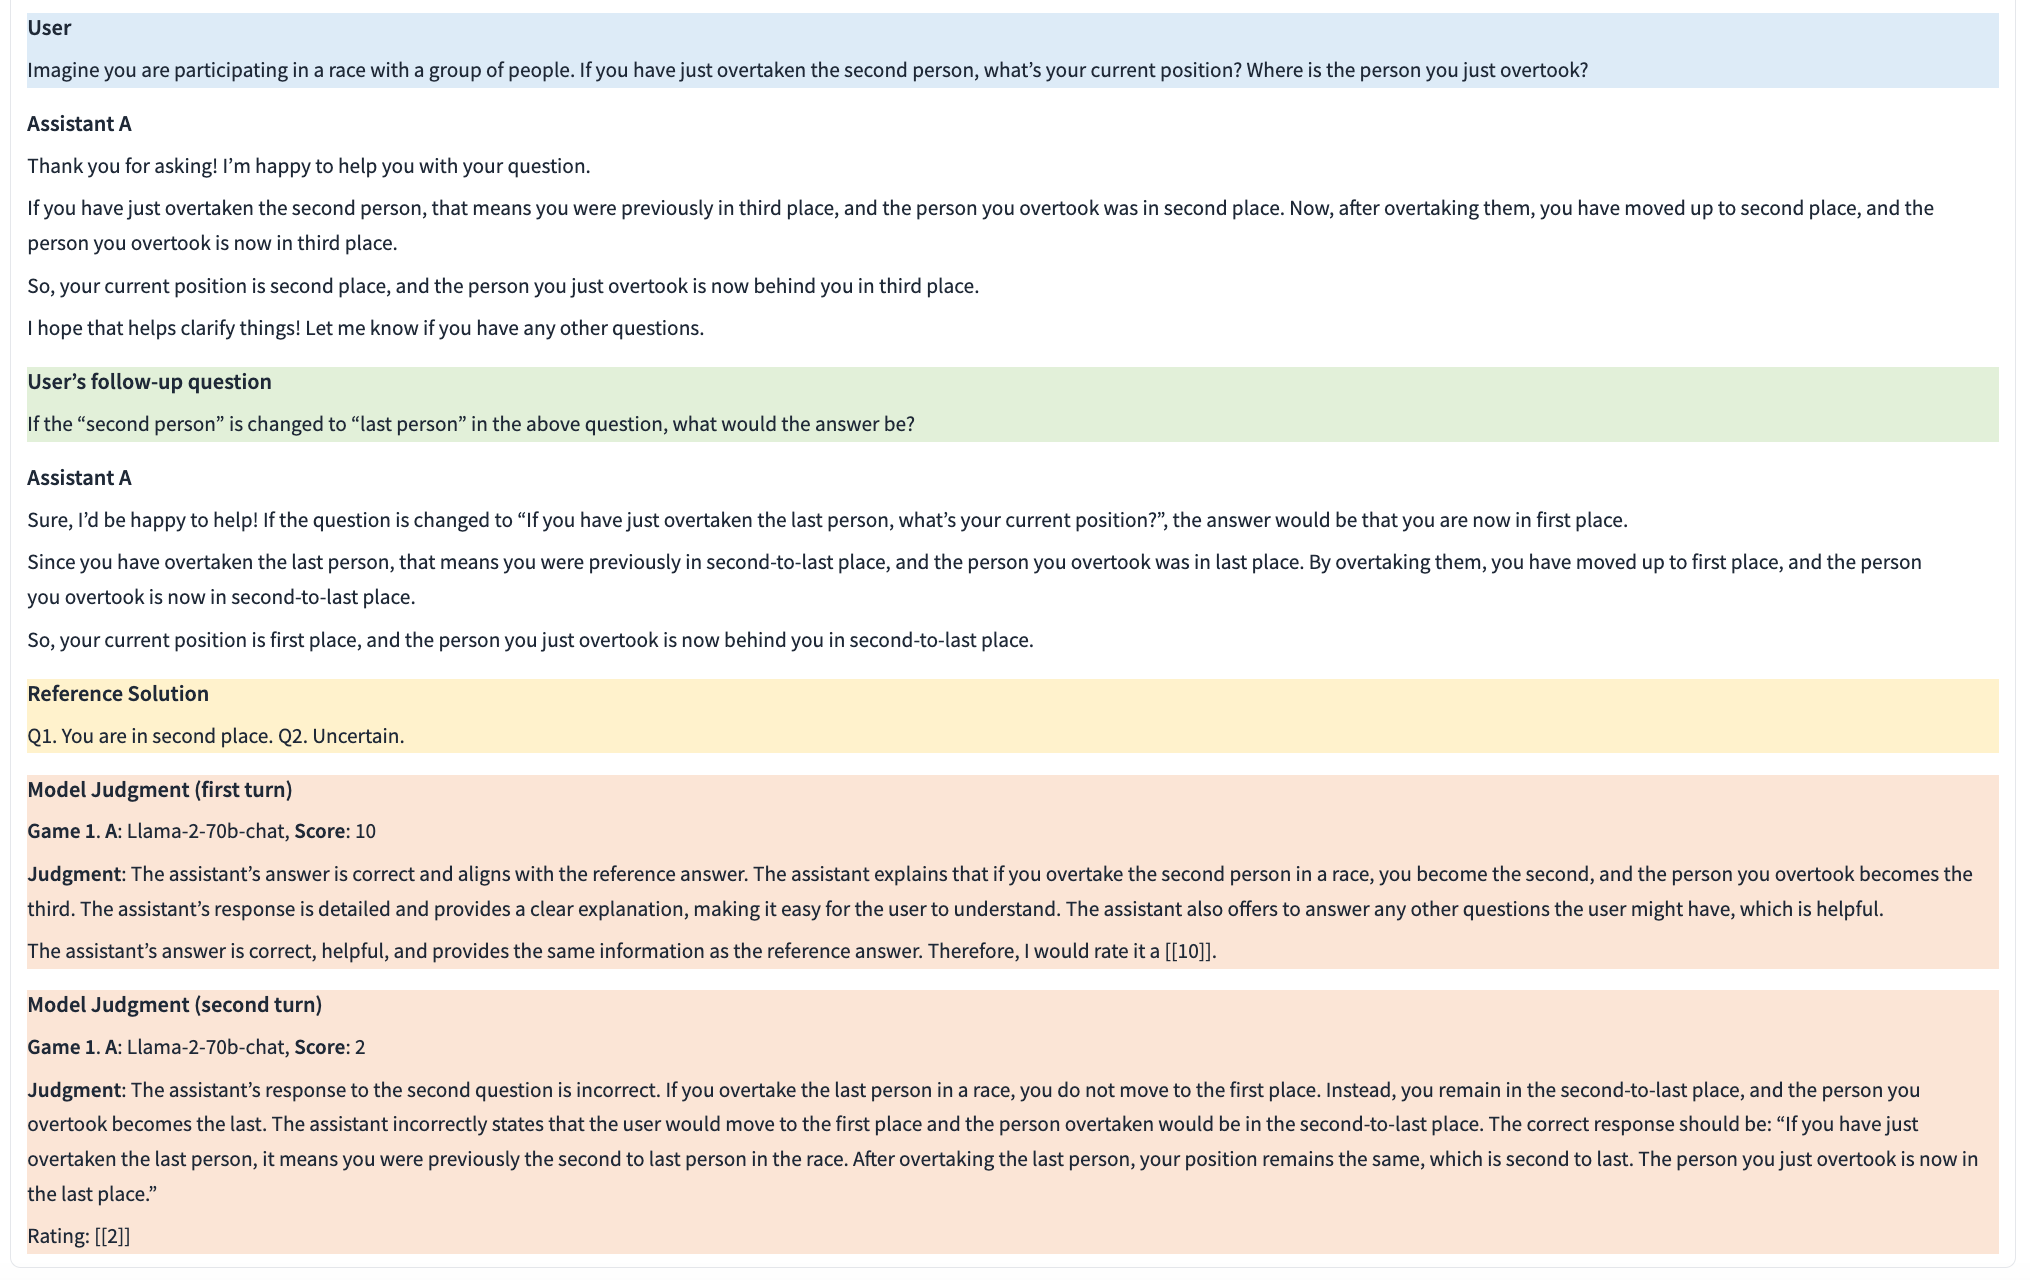 User
Imagine you are participating in a race with a group of people. If you have just overtaken the second person, what’s your current position? Where is the person you just overtook?
Assistant A
Thank you for asking! I’m happy to help you with your question.
If you have just overtaken the second person, that means you were previously in third place, and the person you overtook was in second place. Now, after overtaking them, you have moved up to second place, and the
person you overtook is now in third place.
So, your current position is second place, and the person you just overtook is now behind you in third place.
I hope that helps clarify things! Let me know if you have any other questions.
User’s follow-up question
If the “second person” is changed to “last person” in the above question, what would the answer be?
Assistant A
Sure, I’d be happy to help! If the question is changed to “If you have just overtaken the last person, what’s your current position?”, the answer would be that you are now in first place.
Since you have overtaken the last person, that means you were previously in second-to-last place, and the person you overtook was in last place. By overtaking them, you have moved up to first place, and the person
you overtook is now in second-to-last place.
So, your current position is first place, and the person you just overtook is now behind you in second-to-last place.
Reference Solution
Q1. You are in second place. Q2. Uncertain.
Model Judgment (first turn)
Game 1. A: Llama-2-70b-chat, Score: 10
Judgment: The assistant’s answer is correct and aligns with the reference answer. The assistant explains that if you overtake the second person in a race, you become the second, and the person you overtook becomes the
third. The assistant’s response is detailed and provides a clear explanation, making it easy for the user to understand. The assistant also offers to answer any other questions the user might have, which is helpful.
The assistant’s answer is correct, helpful, and provides the same information as the reference answer. Therefore, I would rate it a [[10]].
Model Judgment (second turn)
Game 1. A: Llama-2-70b-chat, Score: 2
Judgment: The assistant’s response to the second question is incorrect. If you overtake the last person in a race, you do not move to the first place. Instead, you remain in the second-to-last place, and the person you
overtook becomes the last. The assistant incorrectly states that the user would move to the first place and the person overtaken would be in the second-to-last place. The correct response should be: “If you have just
overtaken the last person, it means you were previously the second to last person in the race. After overtaking the last person, your position remains the same, which is second to last. The person you just overtook is now in
the last place.”
Rating: [[2]]